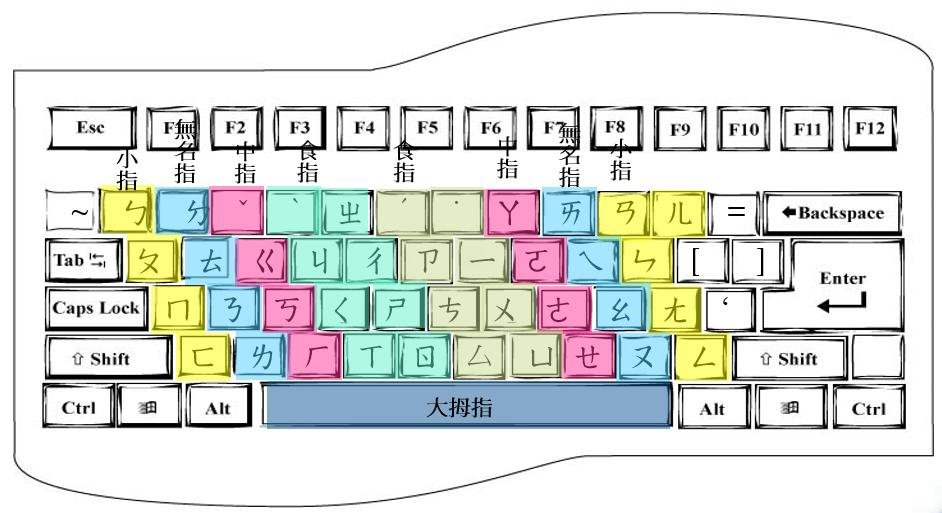 Esc F1 F2 F3 F4 F5 F6 F7 F8 F9 F10 F11 F12
小指 無名指 中指 食指 食指 中指 無名指 小指
~ ㄅ ㄉ ˇ ˋ ㄓ ˊ ˙ ㄚ ㄞ ㄢ ㄦ = Backspace
Tab ㄆ ㄊ ㄍ ㄐ ㄔ ㄗ ㄧ ㄛ ㄟ ㄣ [ ] Enter
Caps Lock ㄇ ㄋ ㄎ ㄑ ㄕ ㄘ ㄨ ㄜ ㄠ ㄤ ‘
⇧ Shift ㄈ ㄌ ㄏ ㄒ ㄖ ㄙ ㄩ ㄝ ㄡ ㄥ ⇧ Shift
Ctrl Alt 大拇指 Alt Ctrl